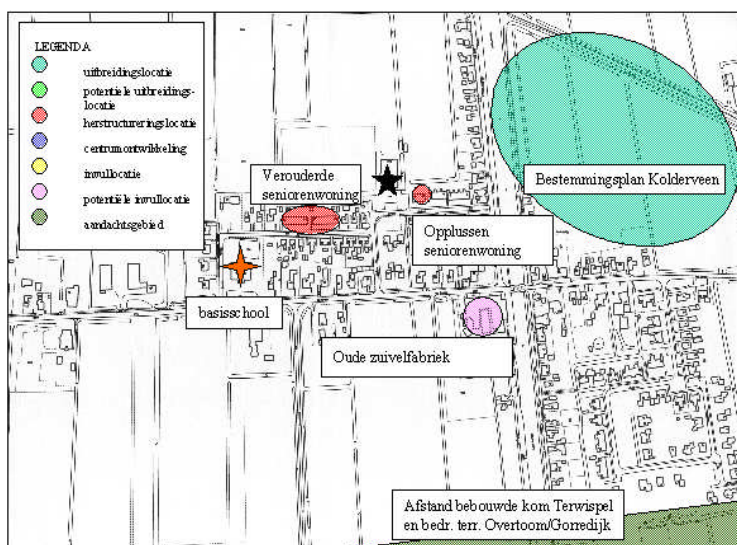 LEGENDA
uitbreidingslocatie
potentiële uitbreidings-
locatie
herstructureringslocatie
centrumontwikkeling
invullocatie
potentiële invullocatie
aandachtsgebied
Verouderde
seniorenwoning
Bestemmingsplan Kolderveen
Opplussen
seniorenwoning
basisschool
Oude zuivelfabriek
Afstand bebouwde kom Terwispel
en bedr. terr. Overtoom/Gorredijk